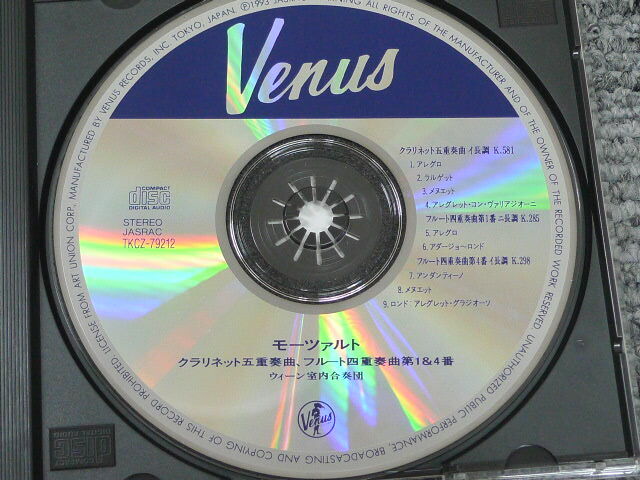 Venus
クラリネット五重奏曲 イ長調 K.581
1. アレグロ
2. ラルゲット
3. メヌエット
4. アレグレット・コン・ヴァリアジオーニ
フルート四重奏曲第1番 ニ長調 K.285
5. アレグロ
6. アダージョーロンド
フルート四重奏曲第4番 イ長調 K.298
7. アンダンティーノ
8. メヌエット
9. ロンド:アレグレット・グラジオーソ
COMPACT
disc
DIGITAL AUDIO
STEREO
JASRAC
TKCZ-79212
モーツァルト
クラリネット五重奏曲、フルート四重奏曲第1&4番
ウィーン室内合奏団
Venus
MANUFACTURED BY VENUS RECORDS, INC. TOKYO, JAPAN. ℗1993 JASRAC
ALL RIGHTS OF THE MANUFACTURER AND OF THE OWNER OF THE RECORDED WORK RESERVED. UNAUTHORIZED PUBLIC PERFORMANCE, BROADCASTING AND COPYING OF THIS RECORD PROHIBITED. LICENSE FROM ART UNION CORP.